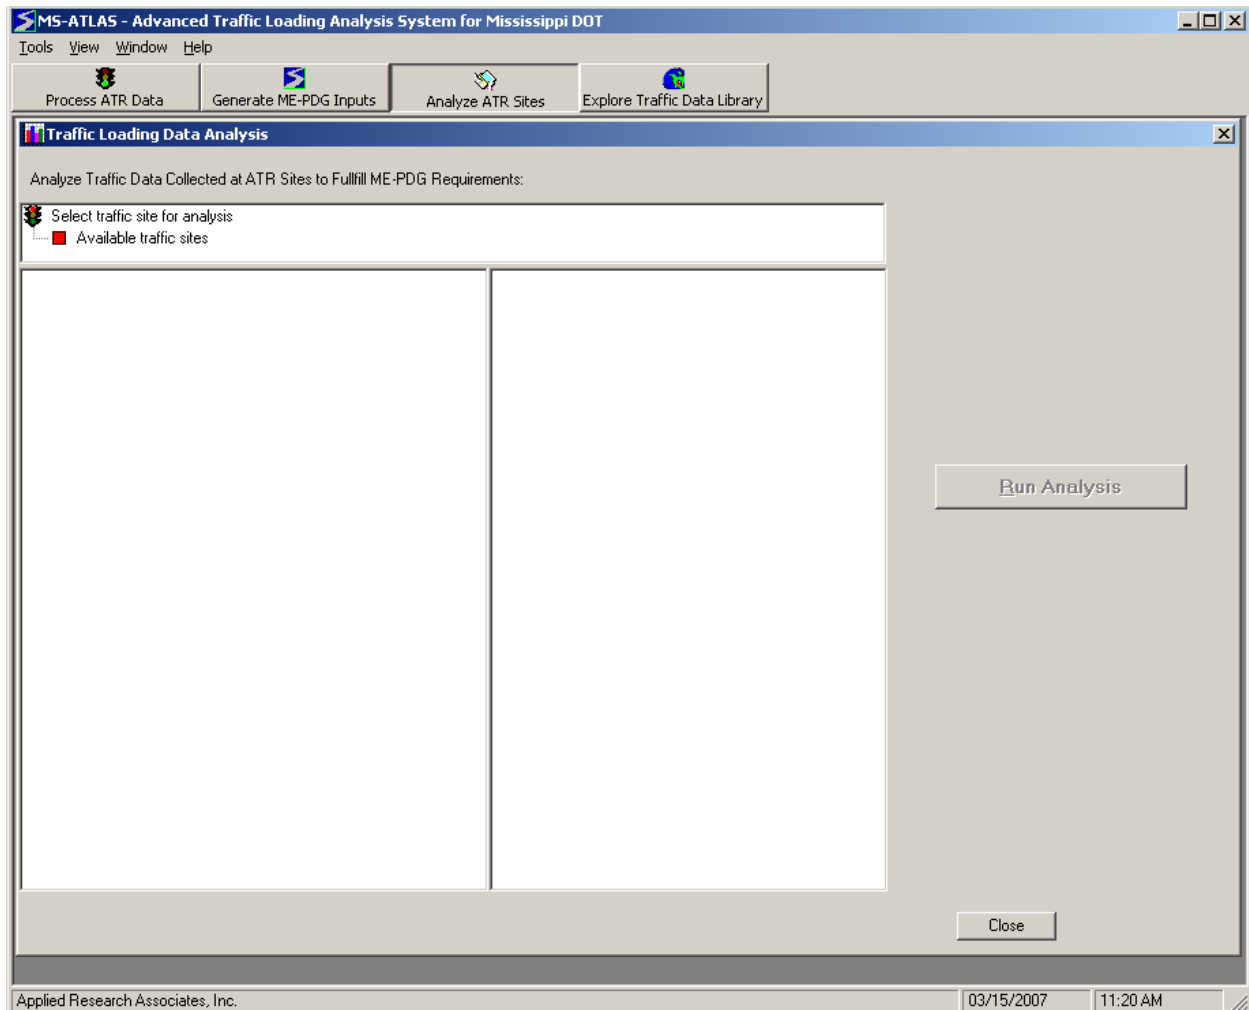 MS-ATLAS - Advanced Traffic Loading Analysis System for Mississippi DOT
Tools View Window Help
Process ATR Data Generate ME-PDG Inputs Analyze ATR Sites Explore Traffic Data Library
Traffic Loading Data Analysis
Analyze Traffic Data Collected at ATR Sites to Fullfill ME-PDG Requirements:
Select traffic site for analysis
Available traffic sites
Run Analysis
Close
Applied Research Associates, Inc. 03/15/2007 11:20 AM